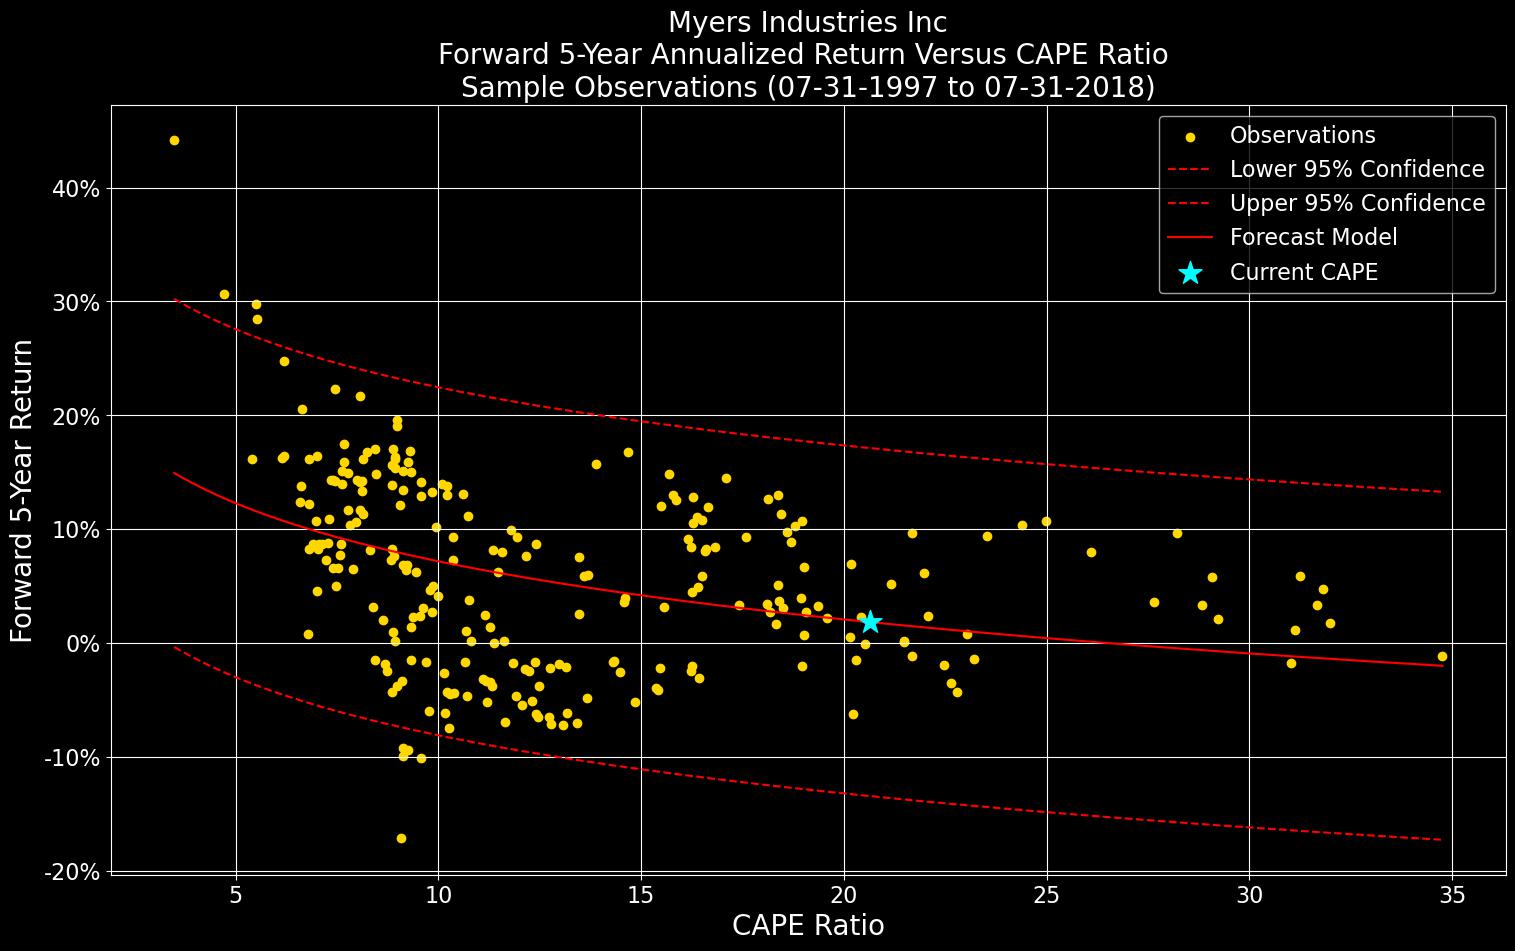 Myers Industries Inc
Forward 5-Year Annualized Return Versus CAPE Ratio
Sample Observations (07-31-1997 to 07-31-2018)
Observations
Lower 95% Confidence
Upper 95% Confidence
Forecast Model
Current CAPE
Forward 5-Year Return
40%
30%
20%
10%
0%
-10%
-20%
5 10 15 20 25 30 35
CAPE Ratio